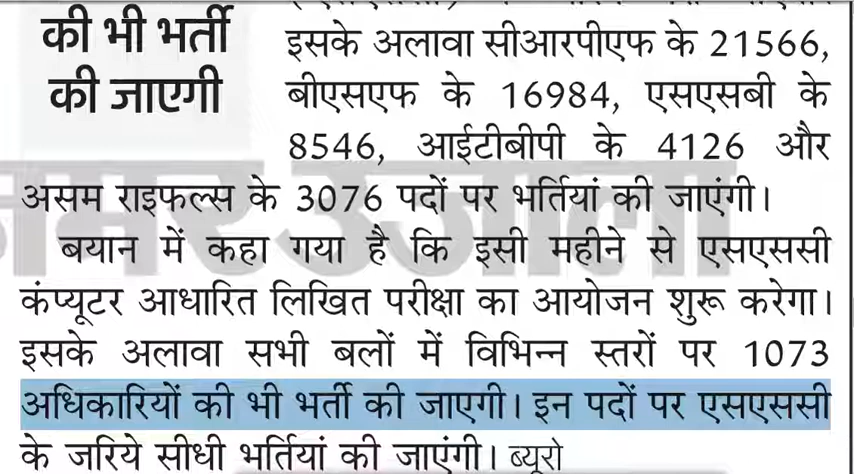 की भी भर्ती
की जाएगी
इसके अलावा सीआरपीएफ के 21566,
बीएसएफ के 16984, एसएसबी के
8546, आईटीबीपी के 4126 और
असम राइफल्स के 3076 पदों पर भर्तियां की जाएंगी।
बयान में कहा गया है कि इसी महीने से एसएससी
कंप्यूटर आधारित लिखित परीक्षा का आयोजन शुरू करेगा।
इसके अलावा सभी बलों में विभिन्न स्तरों पर 1073
अधिकारियों की भी भर्ती की जाएगी। इन पदों पर एसएससी
के जरिये सीधी भर्तियां की जाएंगी। ब्यूरो